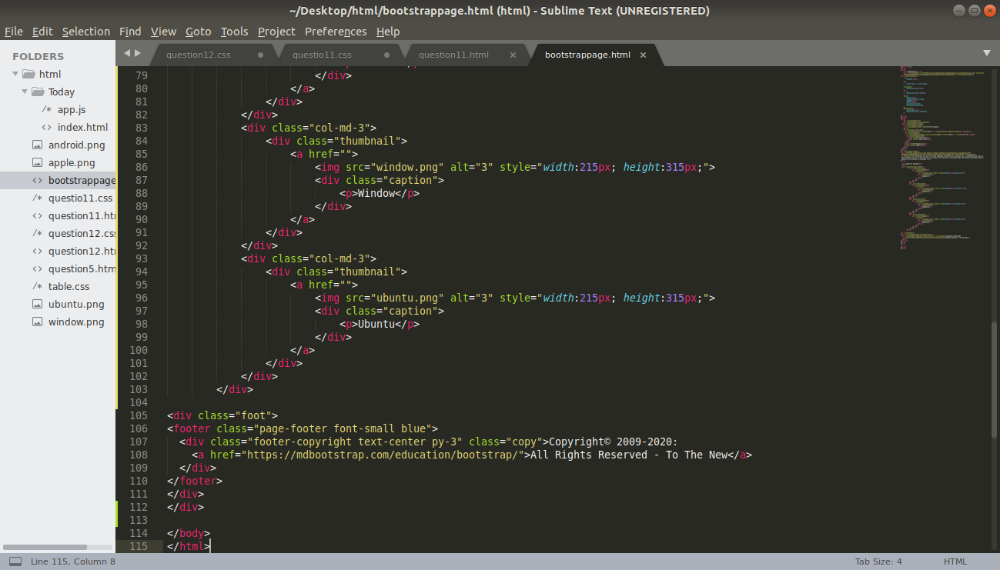 ~/Desktop/html/bootstrappage.html (html) - Sublime Text (UNREGISTERED)
File Edit Selection Find View Goto Tools Project Preferences Help
FOLDERS
html
Today
/* app.js
<> index.html
android.png
apple.png
<> bootstrappage
/* questio11.css
<> question11.htm
/* question12.css
<> question12.htm
<> question5.htm
/* table.css
ubuntu.png
window.png
question12.css
questio11.css
question11.html
bootstrappage.html
79 </div>
80 </a>
81 </div>
82 </div>
83 <div class="col-md-3">
84 <div class="thumbnail">
85 <a href="">
86 <img src="window.png" alt="3" style="width:215px; height:315px;">
87 <div class="caption">
88 <p>Window</p>
89 </div>
90 </a>
91 </div>
92 </div>
93 <div class="col-md-3">
94 <div class="thumbnail">
95 <a href="">
96 <img src="ubuntu.png" alt="3" style="width:215px; height:315px;">
97 <div class="caption">
98 <p>Ubuntu</p>
99 </div>
100 </a>
101 </div>
102 </div>
103 </div>
104
105 <div class="foot">
106 <footer class="page-footer font-small blue">
107 <div class="footer-copyright text-center py-3" class="copy">Copyright© 2009-2020:
108 <a href="https://mdbootstrap.com/education/bootstrap/">All Rights Reserved - To The New</a>
109 </div>
110 </footer>
111 </div>
112 </div>
113
114 </body>
115 </html>
Line 115, Column 8
Tab Size: 4
HTML